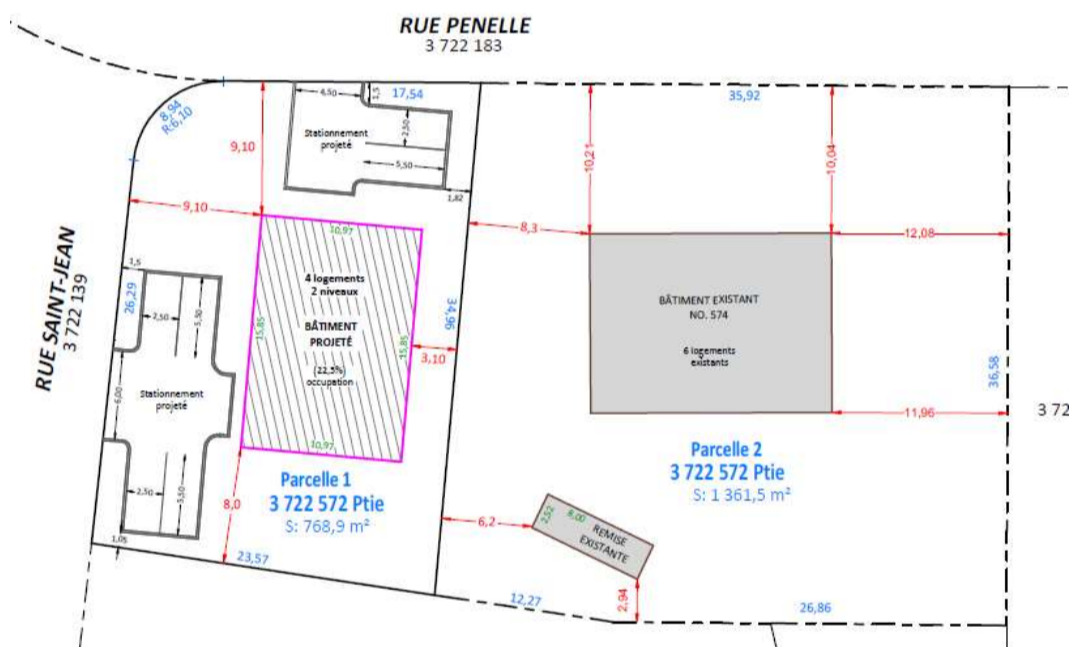 RUE PENELLE
3 722 183
8,94
R:6,10
4,50
1,5
17,54
35,92
Stationnement
projeté
2,50
5,50
9,10
10,21
10,04
1,82
9,10
8,3
12,08
10,97
RUE SAINT-JEAN
3 722 139
1,5
26,29
2,50
5,50
4 logements
2 niveaux
BÂTIMENT
PROJETÉ
(22,5%)
occupation
15,85
15,85
34,96
3,10
BÂTIMENT EXISTANT
NO. 574
6 logements
existants
36,58
6,00
Stationnement
projeté
11,96
3 72
10,97
2,50
5,50
8,0
Parcelle 1
3 722 572 Ptie
S: 768,9 m²
Parcelle 2
3 722 572 Ptie
S: 1 361,5 m²
6,2
2,52
8,00
REMISE
EXISTANTE
1,05
23,57
12,27
2,94
26,86